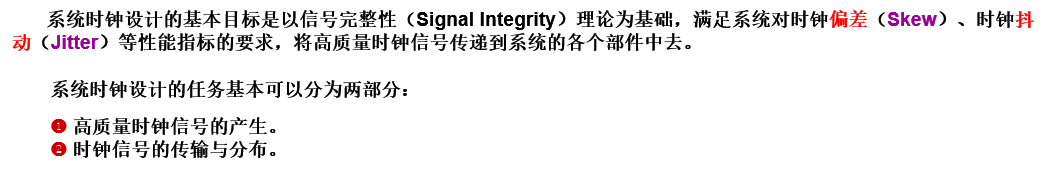 系统时钟设计的基本目标是以信号完整性（Signal Integrity）理论为基础，满足系统对时钟偏差（Skew）、时钟抖
动（Jitter）等性能指标的要求，将高质量时钟信号传递到系统的各个部件中去。
系统时钟设计的任务基本可以分为两部分：
❶ 高质量时钟信号的产生。
❷ 时钟信号的传输与分布。